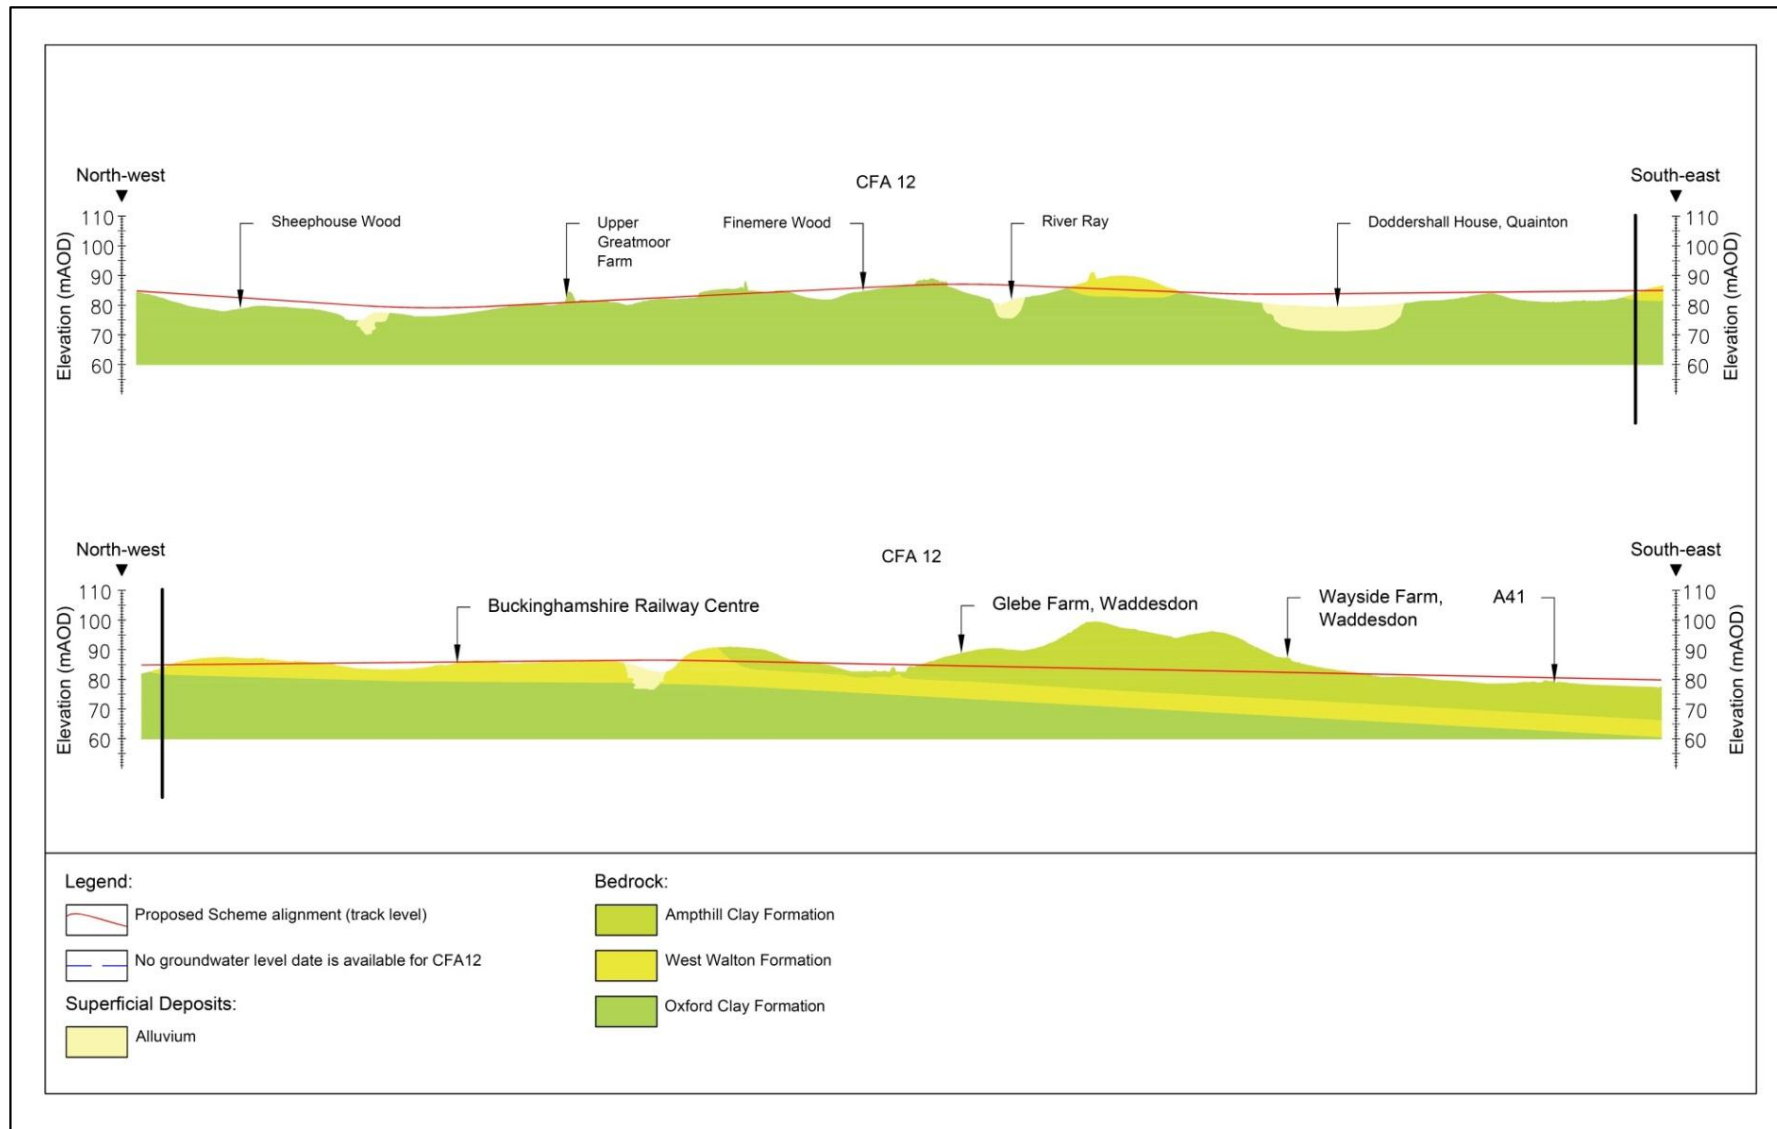 North-west
CFA 12
South-east
Sheephouse Wood
Upper
Greatmoor
Farm
Finemere Wood
River Ray
Doddershall House, Quainton
Elevation (mAOD)
110
100
90
80
70
60
110
100
90
80
70
60
Elevation (mAOD)
North-west
CFA 12
South-east
Buckinghamshire Railway Centre
Glebe Farm, Waddesdon
Wayside Farm,
Waddesdon
A41
Elevation (mAOD)
110
100
90
80
70
60
110
100
90
80
70
60
Elevation (mAOD)
Legend:
Proposed Scheme alignment (track level)
No groundwater level date is available for CFA12
Superficial Deposits:
Alluvium
Bedrock:
Ampthill Clay Formation
West Walton Formation
Oxford Clay Formation